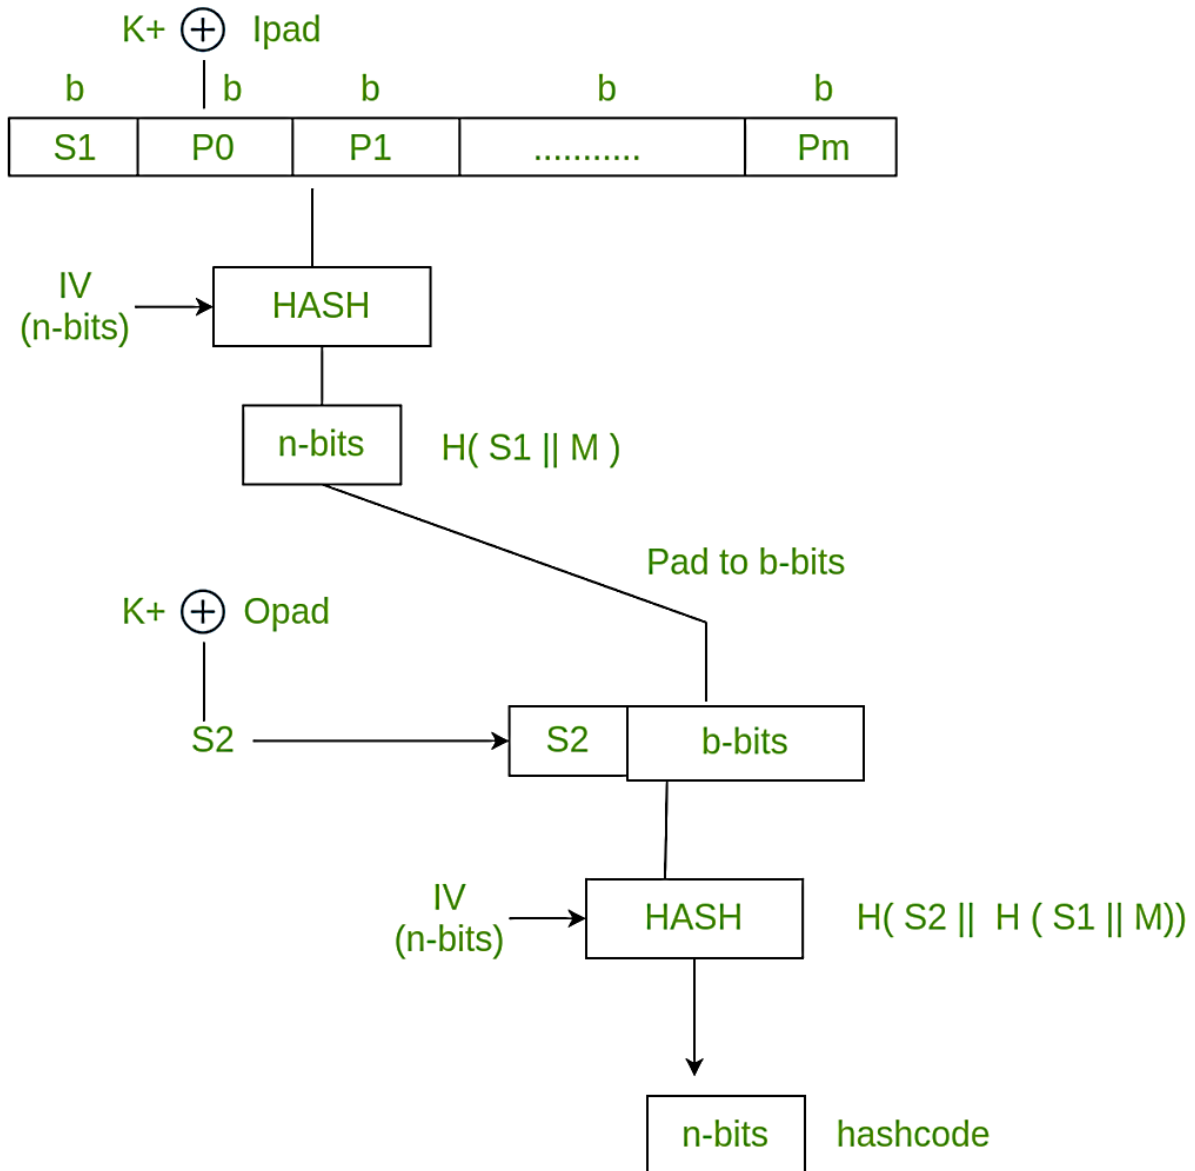 K+ ⊕ Ipad
b b b b b
S1 P0 P1 ........... Pm
IV
(n-bits)
HASH
n-bits
H( S1 || M )
Pad to b-bits
K+ ⊕ Opad
S2
S2 b-bits
IV
(n-bits)
HASH
H( S2 || H ( S1 || M))
n-bits
hashcode